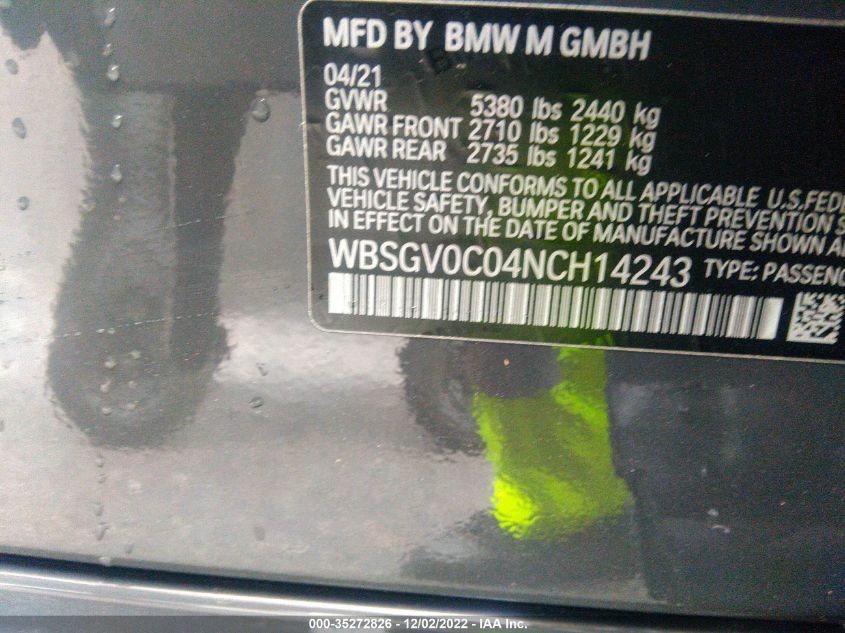 MFD BY BMW M GMBH
04/21
GVWR 5380 lbs 2440 kg
GAWR FRONT 2710 lbs 1229 kg
GAWR REAR 2735 lbs 1241 kg
THIS VEHICLE CONFORMS TO ALL APPLICABLE U.S.FED
VEHICLE SAFETY, BUMPER AND THEFT PREVENTION S
IN EFFECT ON THE DATE OF MANUFACTURE SHOWN A
WBSGV0C04NCH14243 TYPE: PASSENG
000-35272826 - 12/02/2022 - IAA Inc.